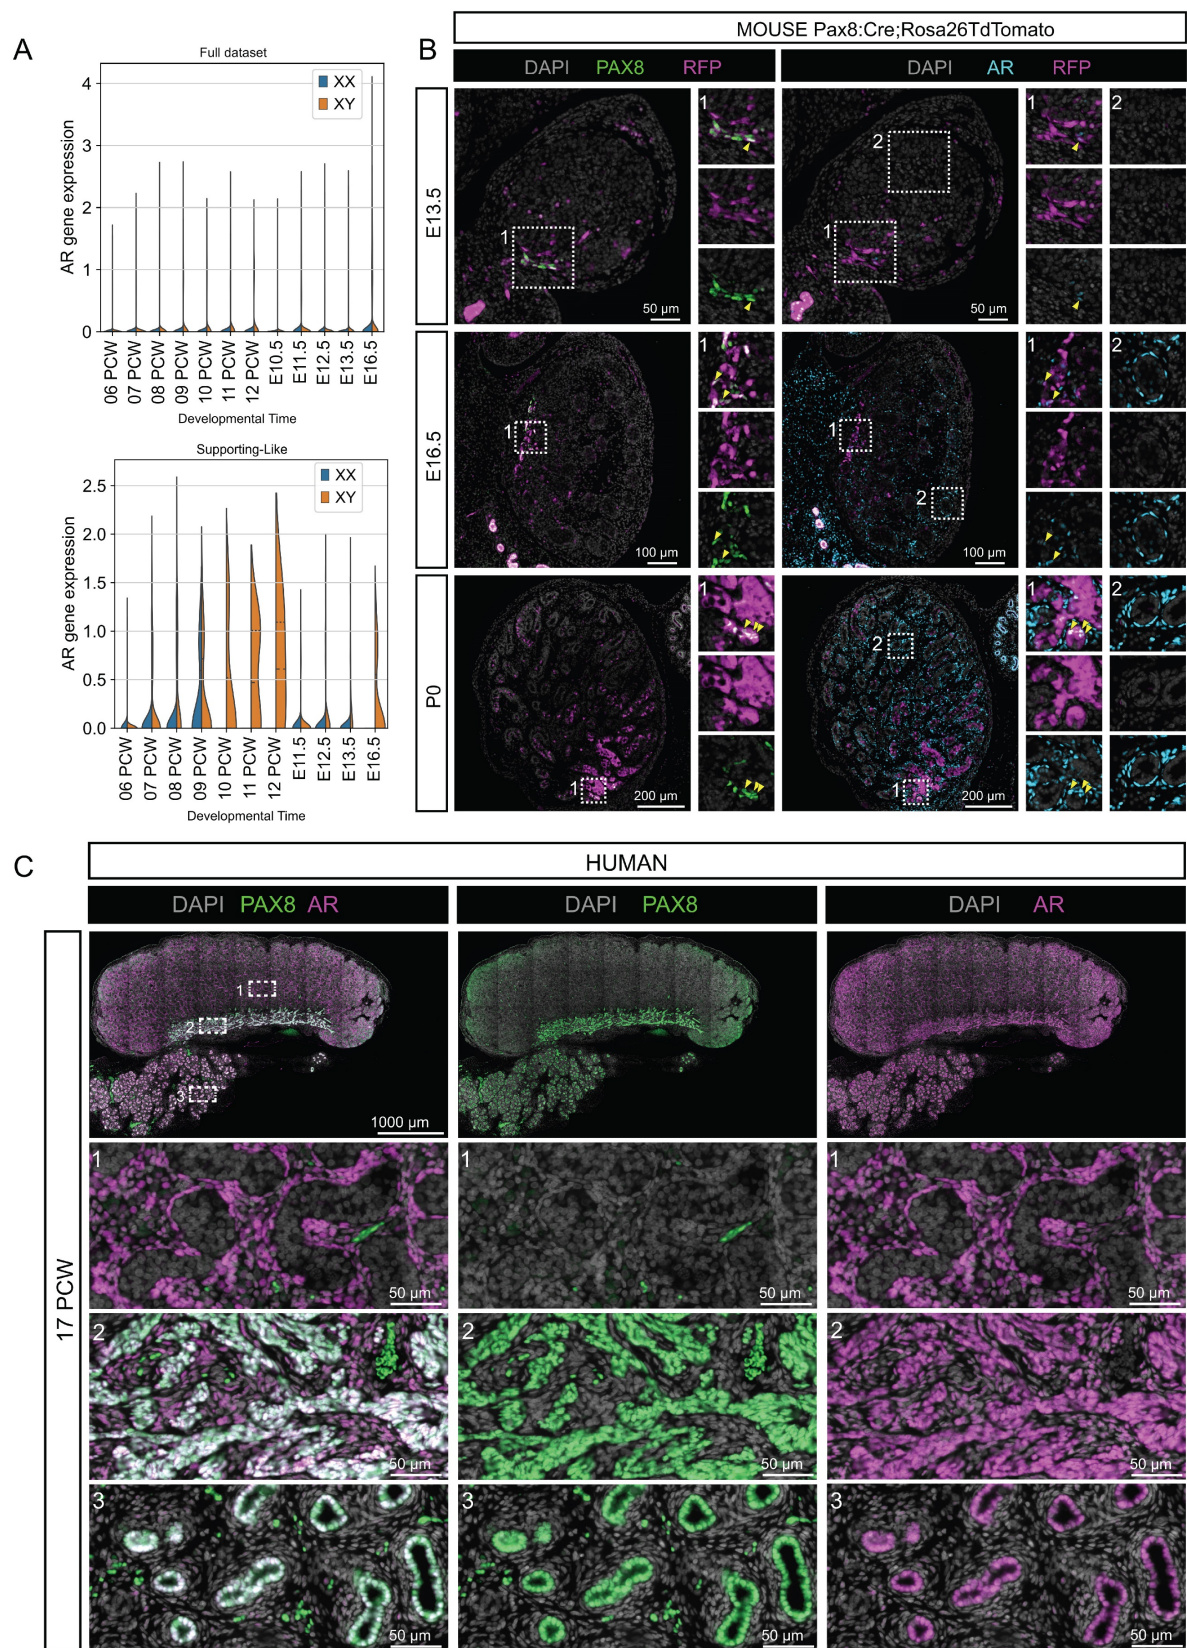 A
Full dataset
AR gene expression
4
3
2
1
0
XX
XY
06 PCW
07 PCW
08 PCW
09 PCW
10 PCW
11 PCW
12 PCW
E10.5
E11.5
E12.5
E13.5
E16.5
Developmental Time
Supporting-Like
AR gene expression
2.5
2.0
1.5
1.0
0.5
0.0
XX
XY
06 PCW
07 PCW
08 PCW
09 PCW
10 PCW
11 PCW
12 PCW
E11.5
E12.5
E13.5
E16.5
Developmental Time
B
MOUSE Pax8:Cre;Rosa26TdTomato
DAPI PAX8 RFP
DAPI AR RFP
E13.5
1
50 µm
1
2
1
50 µm
1
2
E16.5
1
100 µm
1
1
2
100 µm
1
2
P0
1
200 µm
1
2
1
200 µm
1
2
C
HUMAN
DAPI PAX8 AR
DAPI PAX8
DAPI AR
17 PCW
1
2
3
1000 µm
1
50 µm
1
50 µm
1
50 µm
2
50 µm
2
50 µm
2
50 µm
3
50 µm
3
50 µm
3
50 µm